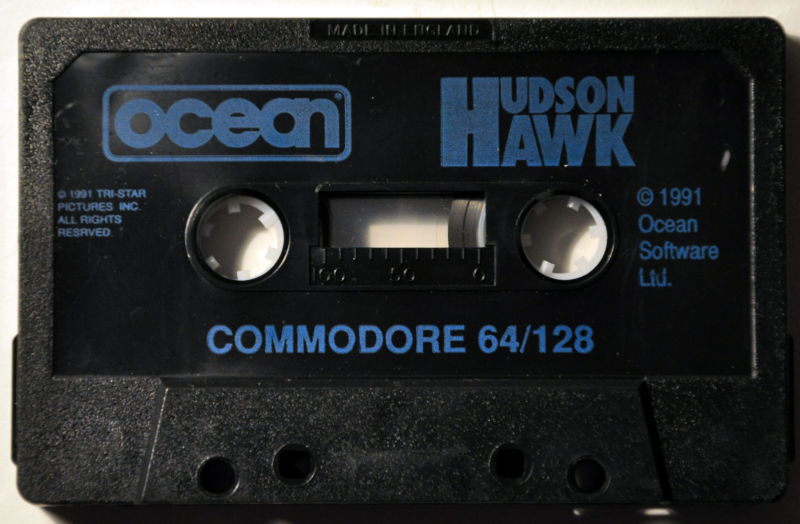 MADE IN ENGLAND
ocean®
HUDSON
HAWK
© 1991 TRI-STAR
PICTURES INC.
ALL RIGHTS
RESRVED
© 1991
Ocean
Software
Ltd.
100 50 0
COMMODORE 64/128